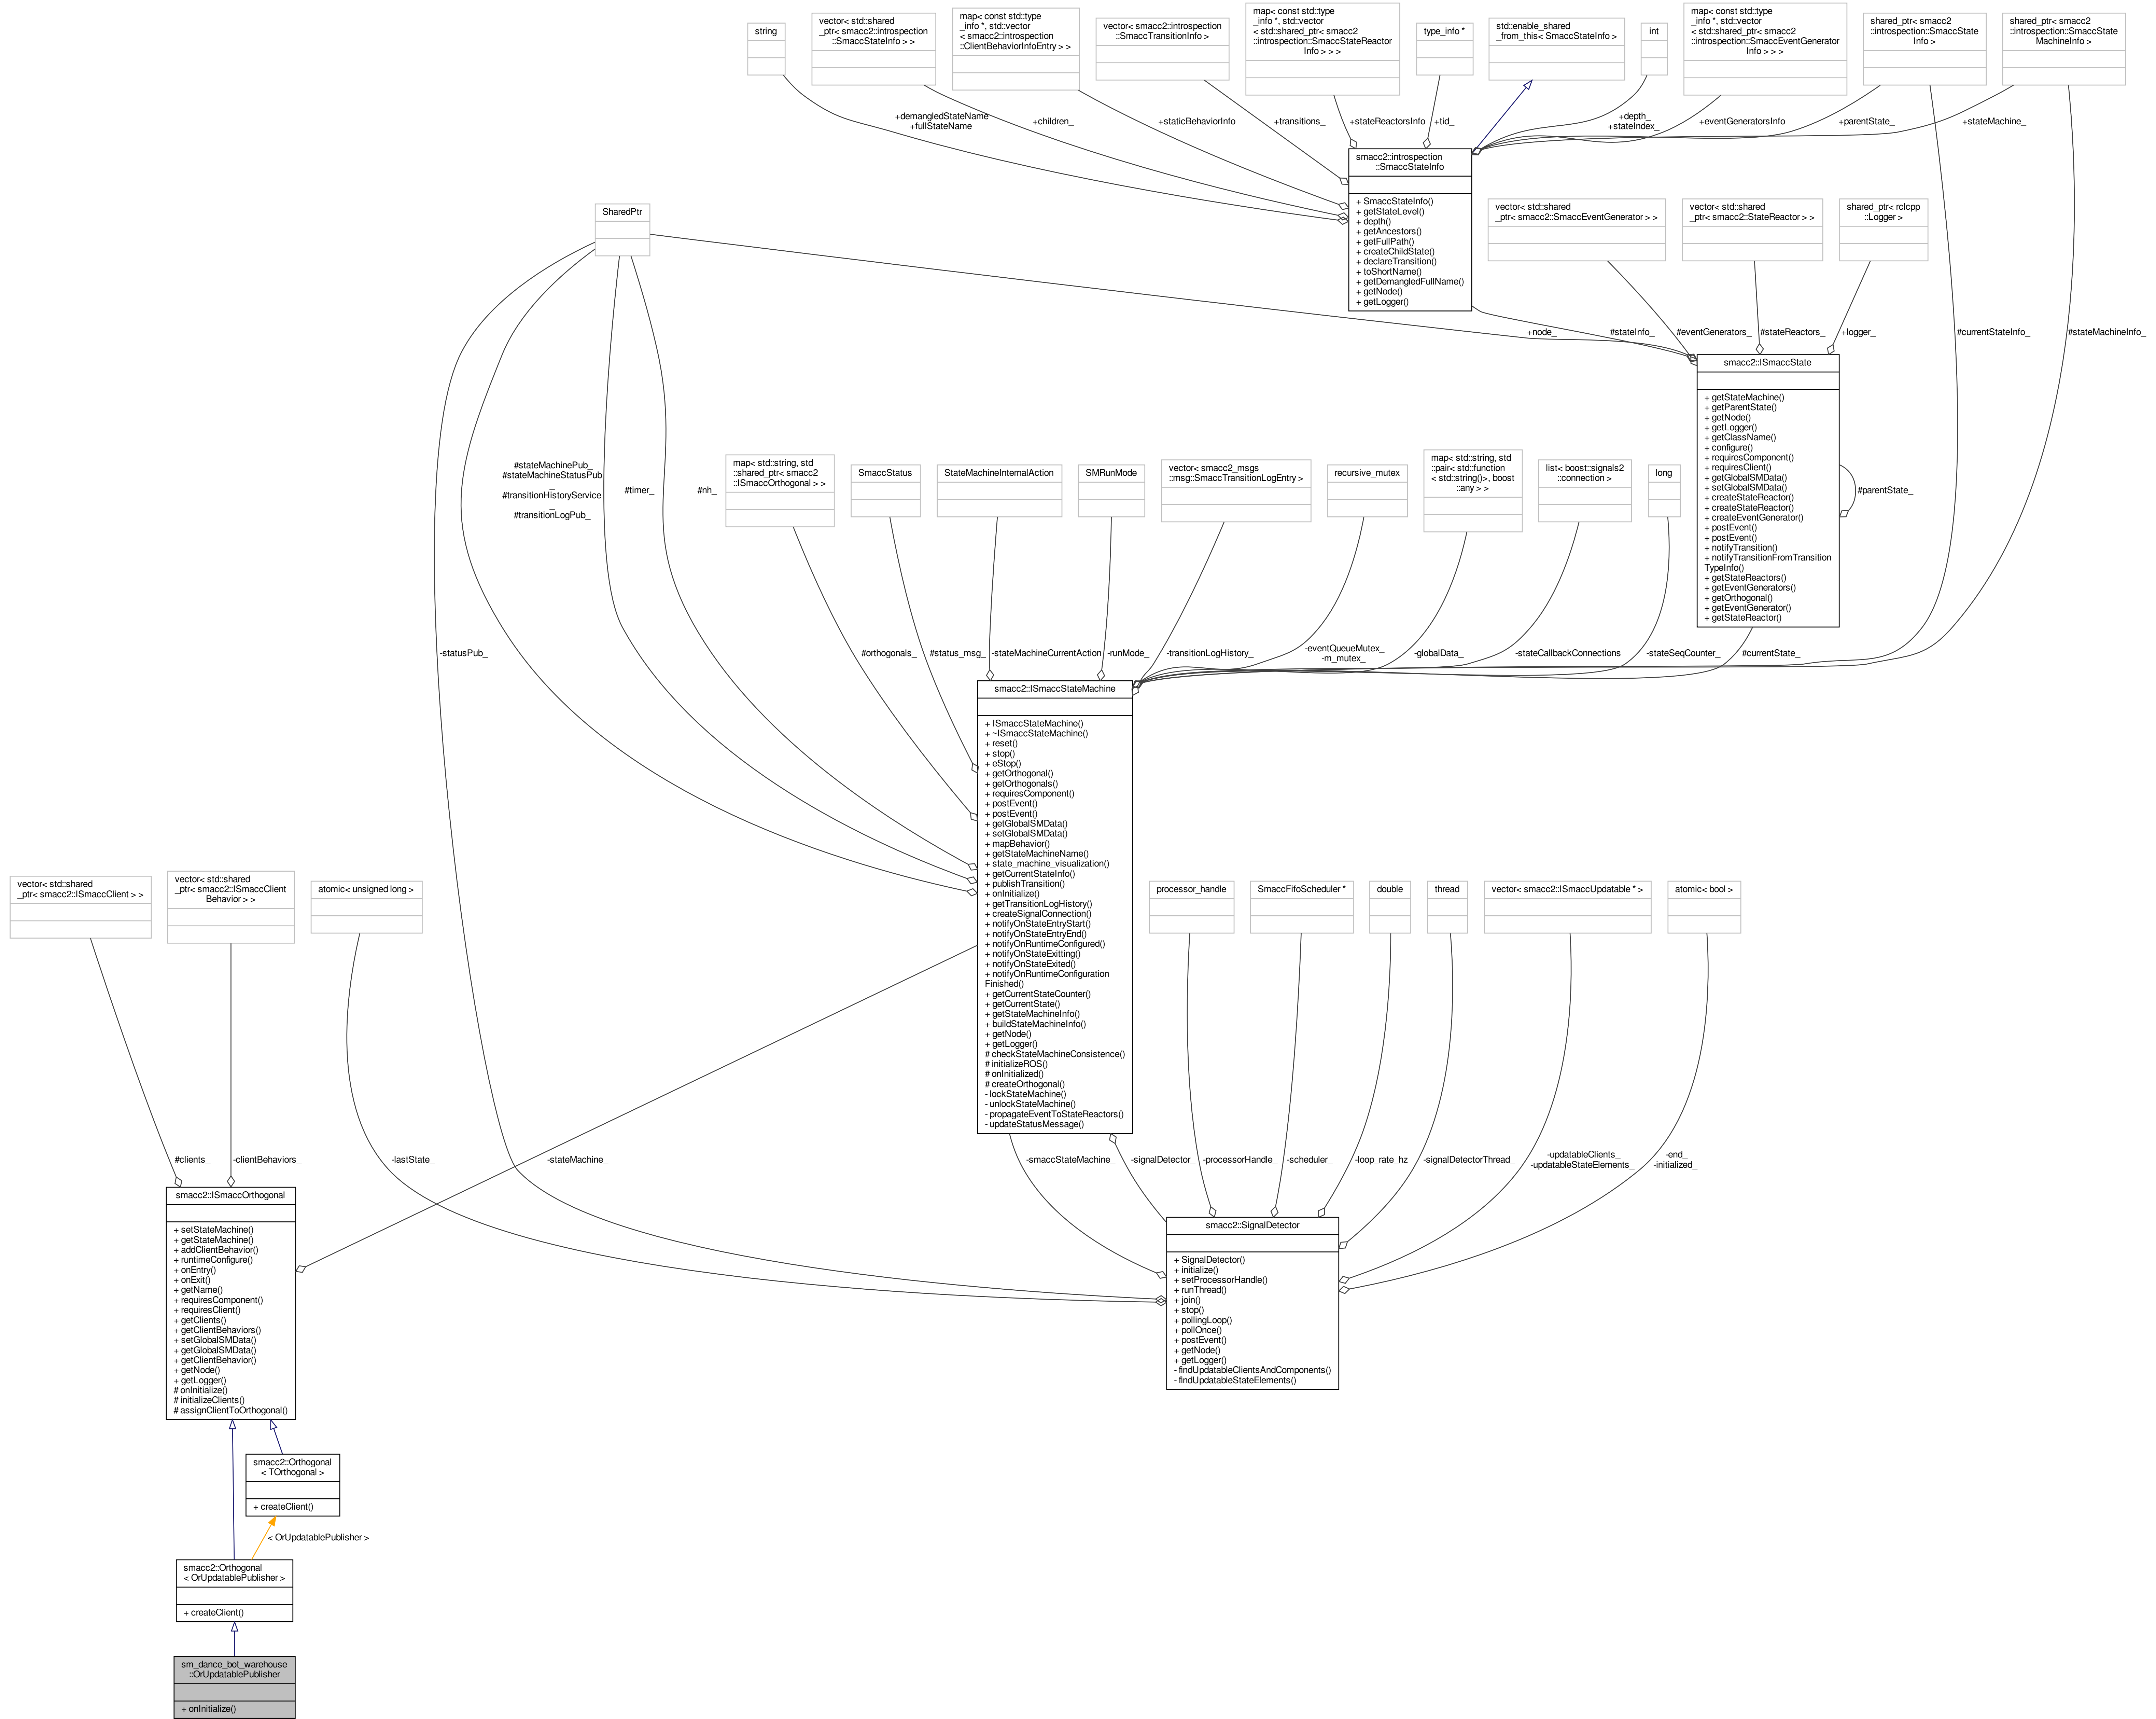 string
vector< std::shared
_ptr< smacc2::introspection
::SmaccStateInfo > >
map< const std::type
_info *, std::vector
< smacc2::introspection
::ClientBehaviorInfoEntry > >
vector< smacc2::introspection
::SmaccTransitionInfo >
map< const std::type
_info *, std::vector
< std::shared_ptr< smacc2
::introspection::SmaccStateReactor
Info > > >
type_info *
std::enable_shared
_from_this< SmaccStateInfo >
int
map< const std::type
_info *, std::vector
< std::shared_ptr< smacc2
::introspection::SmaccEventGenerator
Info > > >
shared_ptr< smacc2
::introspection::SmaccState
Info >
shared_ptr< smacc2
::introspection::SmaccState
MachineInfo >
+demangledStateName
+fullStateName
+children_
+staticBehaviorInfo
+transitions_
+stateReactorsInfo
+tid_
+depth_
+stateIndex_
+eventGeneratorsInfo
+parentState_
+stateMachine_
smacc2::introspection
::SmaccStateInfo
+ SmaccStateInfo()
+ getStateLevel()
+ depth()
+ getAncestors()
+ getFullPath()
+ createChildState()
+ declareTransition()
+ toShortName()
+ getDemangledFullName()
+ getNode()
+ getLogger()
SharedPtr
vector< std::shared
_ptr< smacc2::SmaccEventGenerator > >
vector< std::shared
_ptr< smacc2::StateReactor > >
shared_ptr< rclcpp
::Logger >
+node_
#stateInfo_
#eventGenerators_
#stateReactors_
+logger_
#currentStateInfo_
#stateMachineInfo_
smacc2::ISmaccState
+ getStateMachine()
+ getParentState()
+ getNode()
+ getLogger()
+ getClassName()
+ configure()
+ requiresComponent()
+ requiresClient()
+ getGlobalSMData()
+ setGlobalSMData()
+ createStateReactor()
+ createStateReactor()
+ createEventGenerator()
+ postEvent()
+ postEvent()
+ notifyTransition()
+ notifyTransitionFromTransition
TypeInfo()
+ getStateReactors()
+ getEventGenerators()
+ getOrthogonal()
+ getEventGenerator()
+ getStateReactor()
#parentState_
#stateMachinePub_
#stateMachineStatusPub
_
#transitionHistoryService
_
#transitionLogPub_
#timer_
#nh_
map< std::string, std
::shared_ptr< smacc2
::ISmaccOrthogonal > >
SmaccStatus
StateMachineInternalAction
SMRunMode
vector< smacc2_msgs
::msg::SmaccTransitionLogEntry >
recursive_mutex
map< std::string, std
::pair< std::function
< std::string()>, boost
::any > >
list< boost::signals2
::connection >
long
-statusPub_
#orthogonals_
#status_msg_
-stateMachineCurrentAction
-runMode_
-transitionLogHistory_
-eventQueueMutex_
-m_mutex_
-globalData_
-stateCallbackConnections
-stateSeqCounter_
#currentState_
smacc2::ISmaccStateMachine
+ ISmaccStateMachine()
+ ~ISmaccStateMachine()
+ reset()
+ stop()
+ eStop()
+ getOrthogonal()
+ getOrthogonals()
+ requiresComponent()
+ postEvent()
+ postEvent()
+ getGlobalSMData()
+ setGlobalSMData()
+ mapBehavior()
+ getStateMachineName()
+ state_machine_visualization()
+ getCurrentStateInfo()
+ publishTransition()
+ onInitialize()
+ getTransitionLogHistory()
+ createSignalConnection()
+ notifyOnStateEntryStart()
+ notifyOnStateEntryEnd()
+ notifyOnRuntimeConfigured()
+ notifyOnStateExitting()
+ notifyOnStateExited()
+ notifyOnRuntimeConfiguration
Finished()
+ getCurrentStateCounter()
+ getCurrentState()
+ getStateMachineInfo()
+ buildStateMachineInfo()
+ getNode()
+ getLogger()
# checkStateMachineConsistence()
# initializeROS()
# onInitialized()
# createOrthogonal()
- lockStateMachine()
- unlockStateMachine()
- propagateEventToStateReactors()
- updateStatusMessage()
vector< std::shared
_ptr< smacc2::ISmaccClient > >
vector< std::shared
_ptr< smacc2::ISmaccClient
Behavior > >
atomic< unsigned long >
processor_handle
SmaccFifoScheduler *
double
thread
vector< smacc2::ISmaccUpdatable * >
atomic< bool >
#clients_
-clientBehaviors_
-lastState_
-stateMachine_
-smaccStateMachine_
-signalDetector_
-processorHandle_
-scheduler_
-loop_rate_hz
-signalDetectorThread_
-updatableClients_
-updatableStateElements_
-end_
-initialized_
smacc2::ISmaccOrthogonal
+ setStateMachine()
+ getStateMachine()
+ addClientBehavior()
+ runtimeConfigure()
+ onEntry()
+ onExit()
+ getName()
+ requiresComponent()
+ requiresClient()
+ getClients()
+ getClientBehaviors()
+ setGlobalSMData()
+ getGlobalSMData()
+ getClientBehavior()
+ getNode()
+ getLogger()
# onInitialize()
# initializeClients()
# assignClientToOrthogonal()
smacc2::SignalDetector
+ SignalDetector()
+ initialize()
+ setProcessorHandle()
+ runThread()
+ join()
+ stop()
+ pollingLoop()
+ pollOnce()
+ postEvent()
+ getNode()
+ getLogger()
- findUpdatableClientsAndComponents()
- findUpdatableStateElements()
smacc2::Orthogonal
< TOrthogonal >
+ createClient()
< OrUpdatablePublisher >
smacc2::Orthogonal
< OrUpdatablePublisher >
+ createClient()
sm_dance_bot_warehouse
::OrUpdatablePublisher
+ onInitialize()